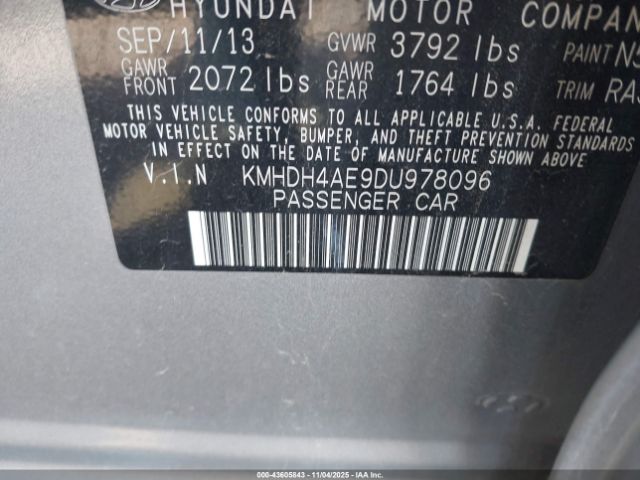 HYUNDAI MOTOR COMPAN
SEP/11/13 GVWR 3792 lbs PAINT
GAWR FRONT 2072 lbs GAWR REAR 1764 lbs TRIM
THIS VEHICLE CONFORMS TO ALL APPLICABLE U.S.A. FEDERAL
MOTOR VEHICLE SAFETY, BUMPER, AND THEFT PREVENTION STANDARDS
IN EFFECT ON THE DATE OF MANUFACTURE SHOWN ABOVE
V.I.N KMHDH4AE9DU978096
PASSENGER CAR
000-43605843 - 11/04/2025 - IAAI.COM